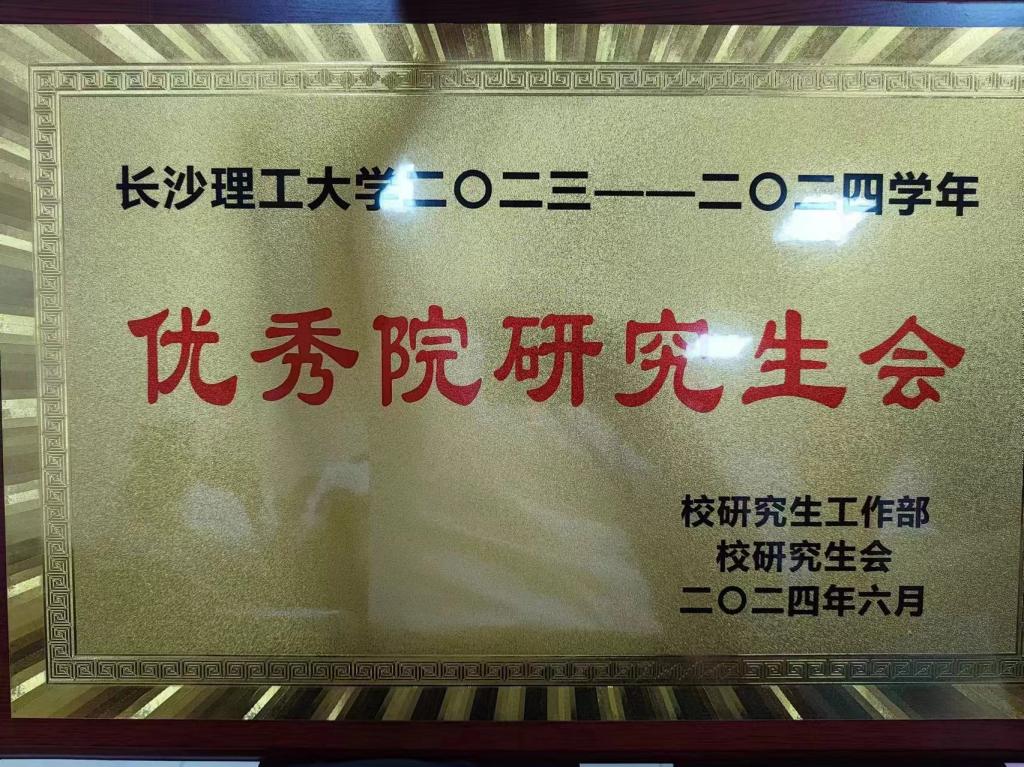 长沙理工大学二〇二三——二〇二四学年
优秀院研究生会
校研究生工作部
校研究生会
二〇二四年六月